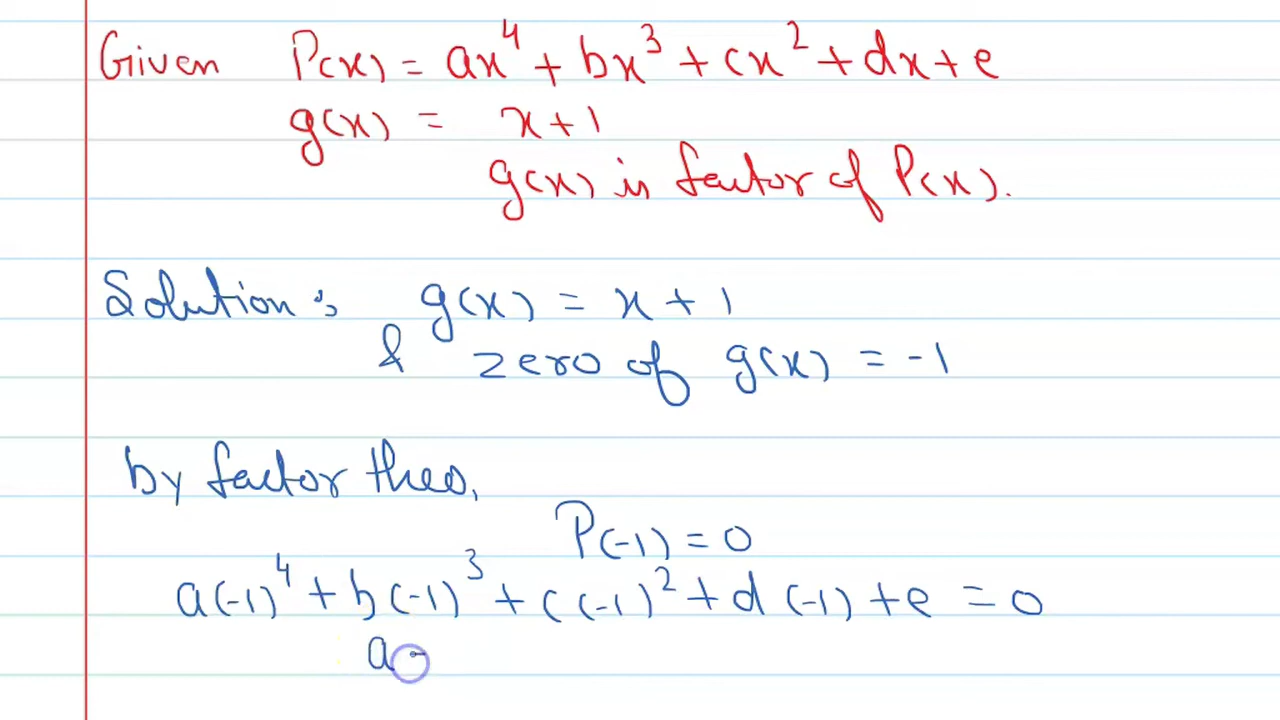 Given P(x) = ax⁴ + bx³ + cx² + dx + e
g(x) = x + 1
g(x) is factor of P(x).
Solution: g(x) = x + 1
& zero of g(x) = -1
by factor theo.
P(-1) = 0
a(-1)⁴ + b(-1)³ + c(-1)² + d(-1) + e = 0
a -